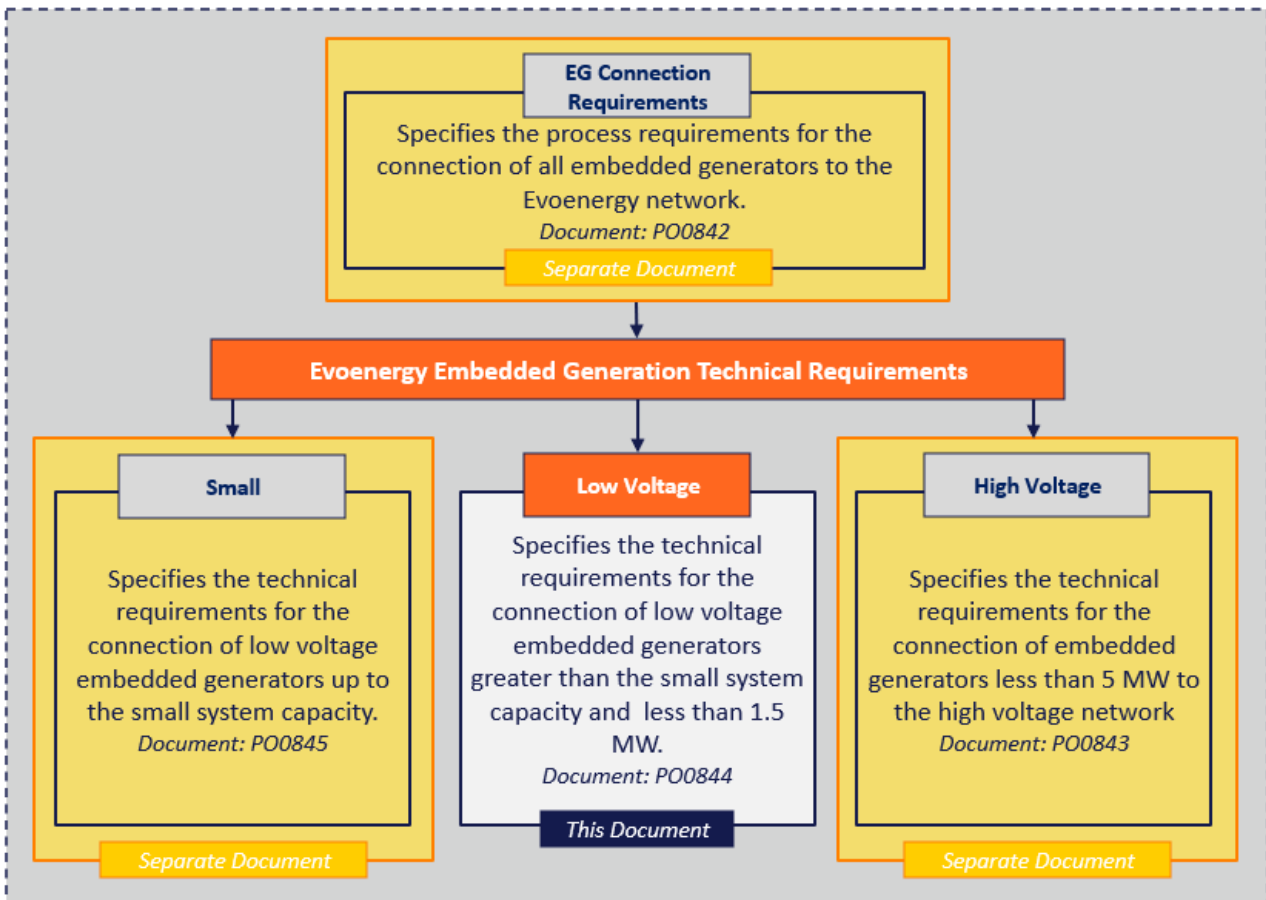 EG Connection
Requirements
Specifies the process requirements for the
connection of all embedded generators to the
Evoenergy network.
Document: PO0842
Separate Document
Evoenergy Embedded Generation Technical Requirements
Small
Specifies the technical
requirements for the
connection of low voltage
embedded generators up to
the small system capacity.
Document: PO0845
Separate Document
Low Voltage
Specifies the technical
requirements for the
connection of low voltage
embedded generators
greater than the small system
capacity and less than 1.5
MW.
Document: PO0844
This Document
High Voltage
Specifies the technical
requirements for the
connection of embedded
generators less than 5 MW to
the high voltage network
Document: PO0843
Separate Document